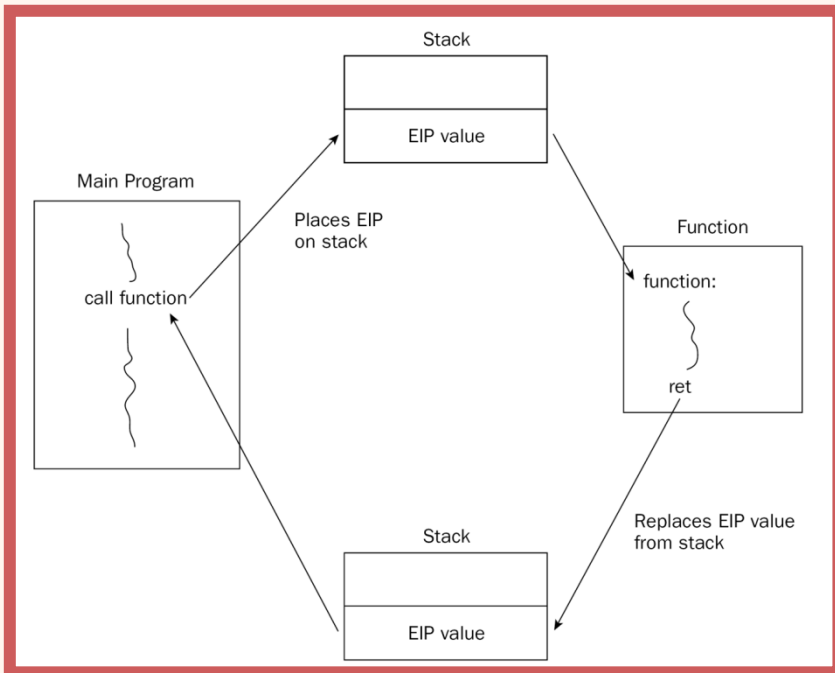 Stack
EIP value
Main Program
Places EIP
on stack
call function
Function
function:
ret
Replaces EIP value
from stack
Stack
EIP value